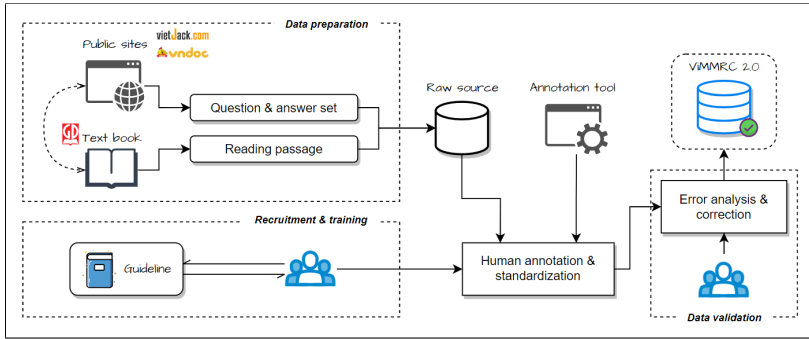 Data preparation
Public sites
vietJack.com
vndoc
Question & answer set
Text book
Reading passage
Raw source
Annotation tool
ViMMRC 2.0
Recruitment & training
Guideline
Human annotation &
standardization
Error analysis &
correction
Data validation